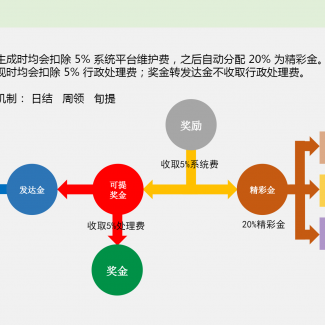 生成时均会扣除 5% 系统平台维护费，之后自动分配 20% 为精彩金。
现时均会扣除 5% 行政处理费；奖金转发达金不收取行政处理费。
机制： 日结 周领 旬提
奖励
收取5%系统费
发达金
可提
奖金
精彩金
收取5%处理费
20%精彩金
奖金